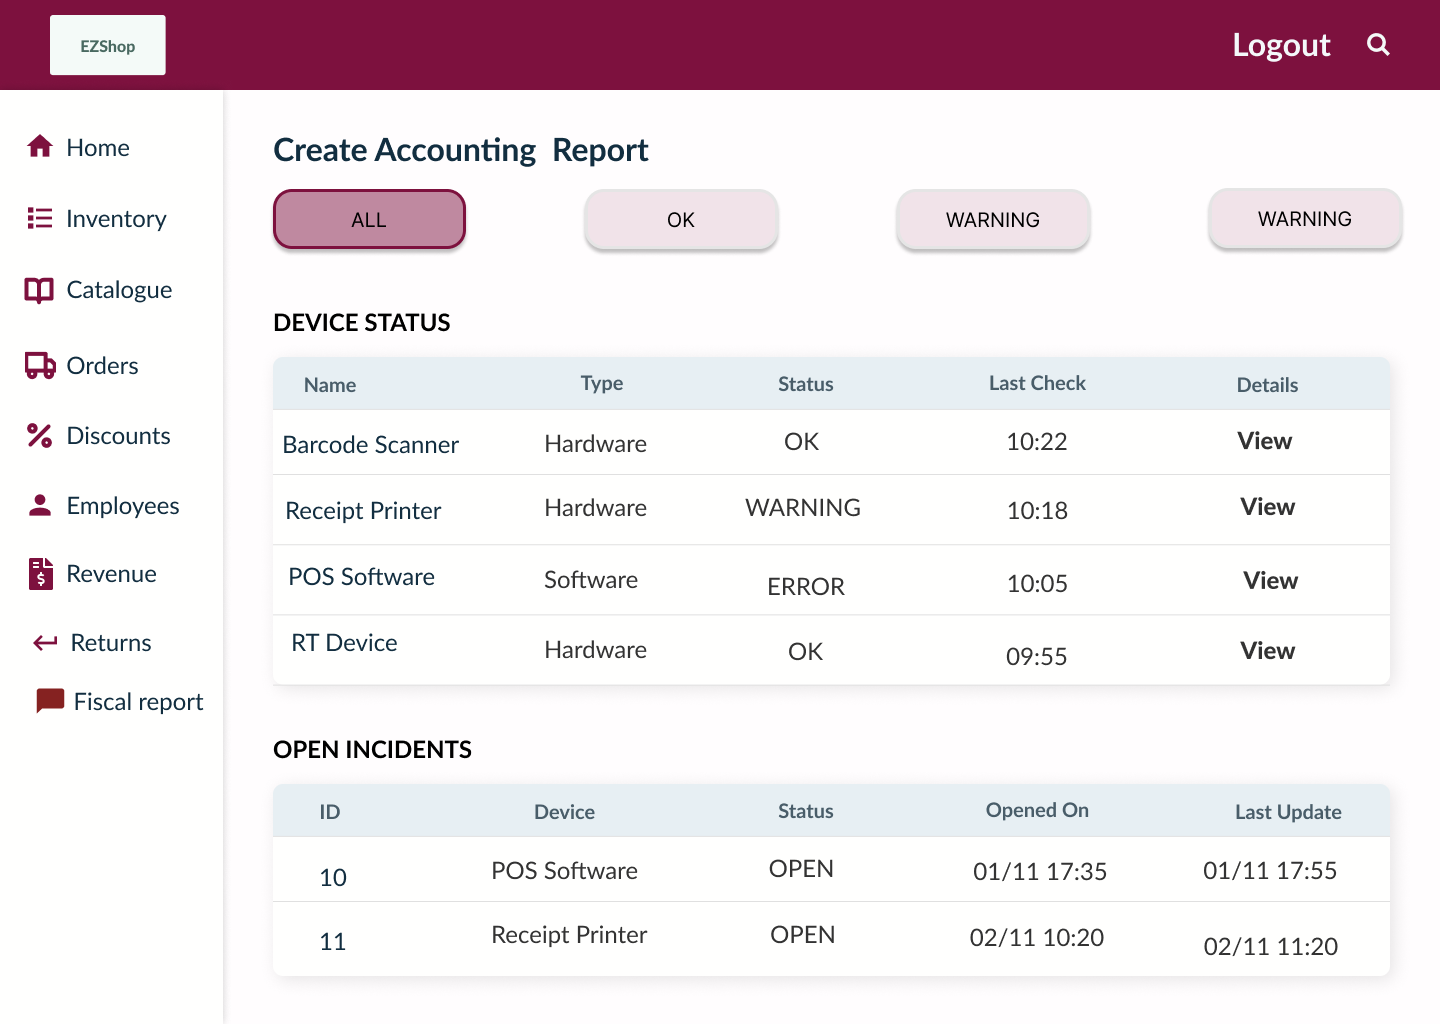 EZShop
Logout
Home
Inventory
Catalogue
Orders
Discounts
Employees
Revenue
Returns
Fiscal report
Create Accounting Report
ALL OK WARNING WARNING
DEVICE STATUS
Name Type Status Last Check Details
Barcode Scanner Hardware OK 10:22 View
Receipt Printer Hardware WARNING 10:18 View
POS Software Software ERROR 10:05 View
RT Device Hardware OK 09:55 View
OPEN INCIDENTS
ID Device Status Opened On Last Update
10 POS Software OPEN 01/11 17:35 01/11 17:55
11 Receipt Printer OPEN 02/11 10:20 02/11 11:20